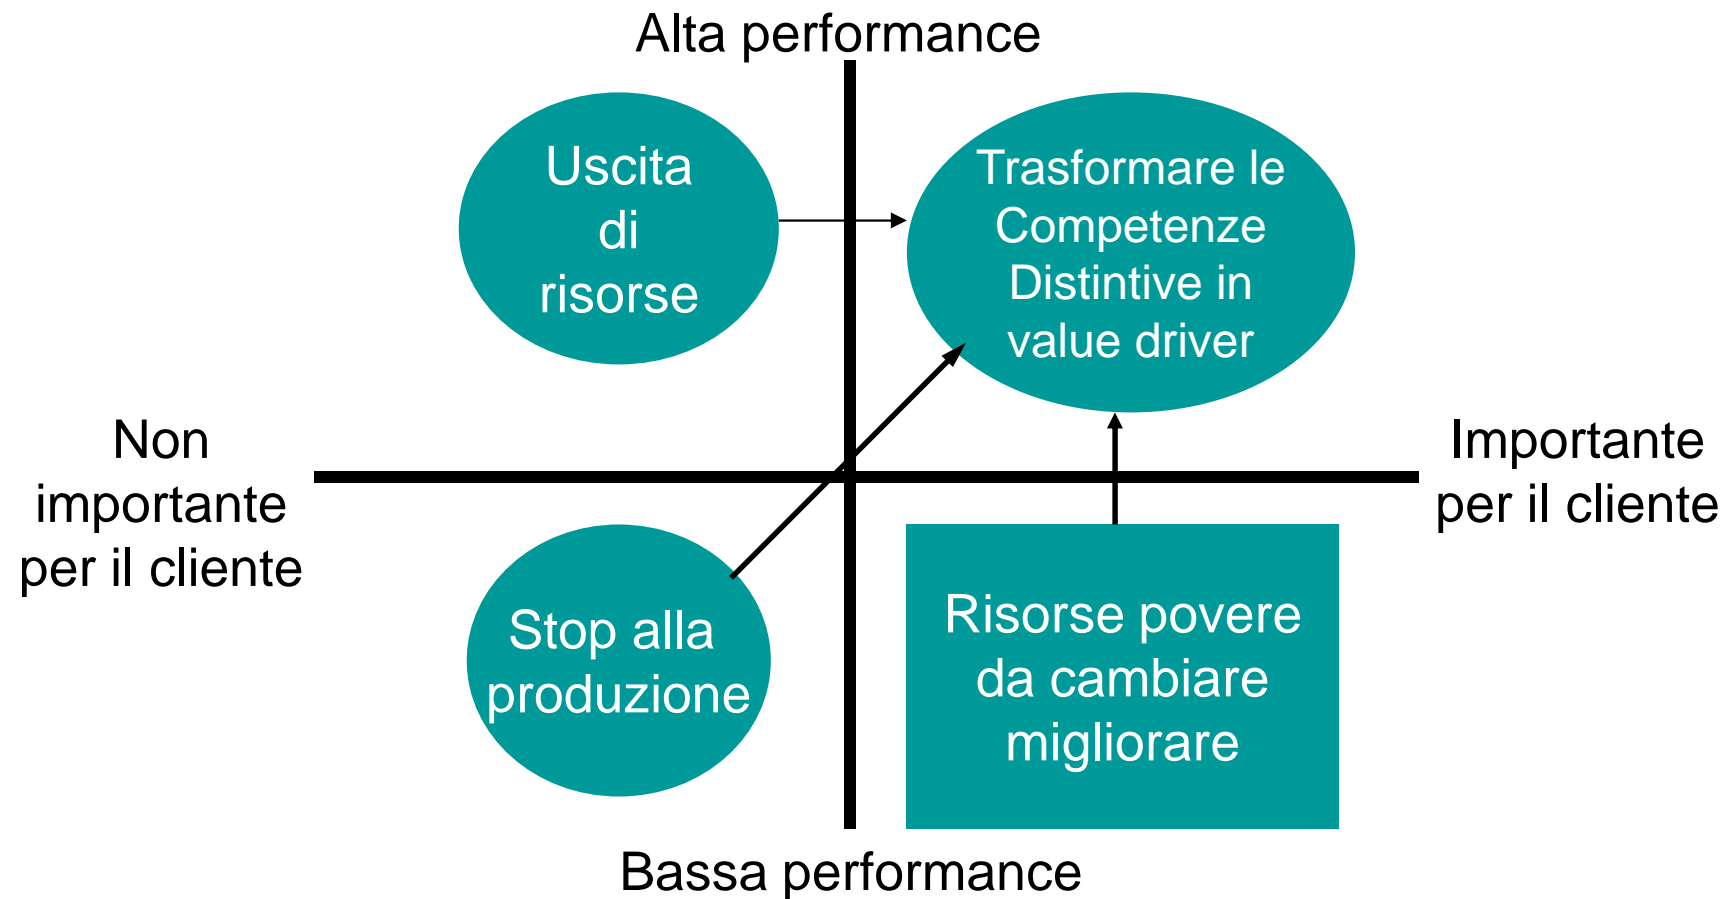 Alta performance
Uscita
di
risorse
Trasformare le
Competenze
Distintive in
value driver
Non
importante
per il cliente
Importante
per il cliente
Stop alla
produzione
Risorse povere
da cambiare
migliorare
Bassa performance